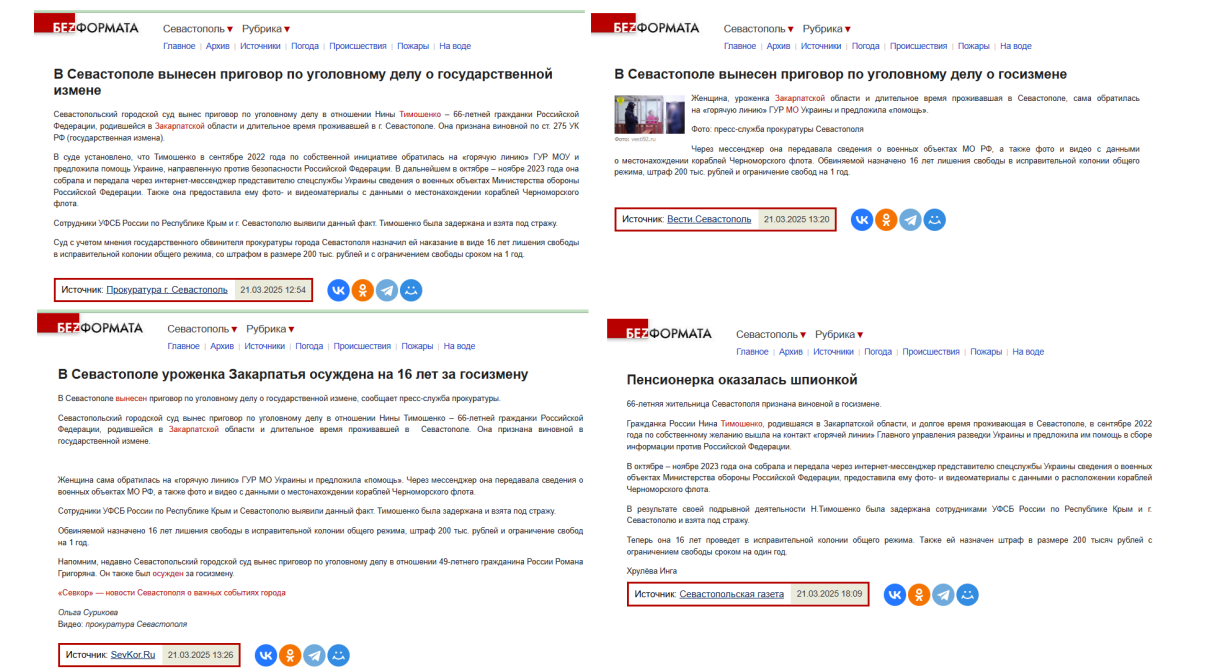 БЕZФОРМАТА
Севастополь▼ Рубрика▼
Главное | Архив | Источники | Погода | Происшествия | Пожары | На воде
В Севастополе вынесен приговор по уголовному делу о государственной
измене
Севастопольский городской суд вынес приговор по уголовному делу в отношении Нины Тимошенко – 66-летней гражданки Российской
Федерации, родившейся в Закарпатской области и длительное время проживавшей в г. Севастополе. Она признана виновной по ст. 275 УК
РФ (государственная измена).
В суде установлено, что Тимошенко в сентябре 2022 года по собственной инициативе обратилась на «горячую линию» ГУР МОУ и
предложила помощь Украине, направленную против безопасности Российской Федерации. В дальнейшем в октябре – ноябре 2023 года она
собрала и передала через интернет-мессенджер представителю спецслужбы Украины сведения о военных объектах Министерства обороны
Российской Федерации. Также она предоставила ему фото- и видеоматериалы с данными о местонахождении кораблей Черноморского
флота.
Сотрудники УФСБ России по Республике Крым и г. Севастополю выявили данный факт. Тимошенко была задержана и взята под стражу.
Суд с учетом мнения государственного обвинителя прокуратуры города Севастополя назначил ей наказание в виде 16 лет лишения свободы
в исправительной колонии общего режима, со штрафом в размере 200 тыс. рублей и с ограничением свободы сроком на 1 год.
Источник: Прокуратура г. Севастополь 21.03.2025 12:54
БЕZФОРМАТА
Севастополь▼ Рубрика▼
Главное | Архив | Источники | Погода | Происшествия | Пожары | На воде
В Севастополе вынесен приговор по уголовному делу о госизмене
Женщина, уроженка Закарпатской области и длительное время проживавшая в Севастополе, сама обратилась
на «горячую линию» ГУР МО Украины и предложила «помощь».
Фото: пресс-служба прокуратуры Севастополя
Фото: vesti92.ru
Через мессенджер она передавала сведения о военных объектах МО РФ, а также фото и видео с данными
о местонахождении кораблей Черноморского флота. Обвиняемой назначено 16 лет лишения свободы в исправительной колонии общего
режима, штраф 200 тыс. рублей и ограничение свобод на 1 год.
Источник: Вести.Севастополь 21.03.2025 13:20
БЕZФОРМАТА
Севастополь▼ Рубрика▼
Главное | Архив | Источники | Погода | Происшествия | Пожары | На воде
В Севастополе уроженка Закарпатья осуждена на 16 лет за госизмену
В Севастополе вынесен приговор по уголовному делу о государственной измене, сообщает пресс-служба прокуратуры.
Севастопольский городской суд вынес приговор по уголовному делу в отношении Нины Тимошенко – 66-летней гражданки Российской
Федерации, родившейся в Закарпатской области и длительное время проживавшей в Севастополе. Она признана виновной в
государственной измене.
Женщина сама обратилась на «горячую линию» ГУР МО Украины и предложила «помощь». Через мессенджер она передавала сведения о
военных объектах МО РФ, а также фото и видео с данными о местонахождении кораблей Черноморского флота.
Сотрудники УФСБ России по Республике Крым и Севастополю выявили данный факт. Тимошенко была задержана и взята под стражу.
Обвиняемой назначено 16 лет лишения свободы в исправительной колонии общего режима, штраф 200 тыс. рублей и ограничение свобод
на 1 год.
Напомним, недавно Севастопольский городской суд вынес приговор по уголовному делу в отношении 49-летнего гражданина России Романа
Григоряна. Он также был осужден за госизмену.
«Севкор» — новости Севастополя о важных событиях города
Ольга Сурикова
Видео: прокуратура Севастополя
Источник: SevKor.Ru 21.03.2025 13:26
БЕZФОРМАТА
Севастополь▼ Рубрика▼
Главное | Архив | Источники | Погода | Происшествия | Пожары | На воде
Пенсионерка оказалась шпионкой
66-летняя жительница Севастополя признана виновной в госизмене.
Гражданка России Нина Тимошенко, родившаяся в Закарпатской области, и долгое время проживающая в Севастополе, в сентябре 2022
года по собственному желанию вышла на контакт «горячей линии» Главного управления разведки Украины и предложила им помощь в сборе
информации против Российской Федерации.
В октябре – ноябре 2023 года она собрала и передала через интернет-мессенджер представителю спецслужбы Украины сведения о военных
объектах Министерства обороны Российской Федерации, предоставила ему фото- и видеоматериалы с данными о расположении кораблей
Черноморского флота.
В результате своей подрывной деятельности Н.Тимошенко была задержана сотрудниками УФСБ России по Республике Крым и г.
Севастополю и взята под стражу.
Теперь она 16 лет проведет в исправительной колонии общего режима. Также ей назначен штраф в размере 200 тысяч рублей с
ограничением свободы сроком на один год.
Хрулёва Инга
Источник: Севастопольская газета 21.03.2025 18:09